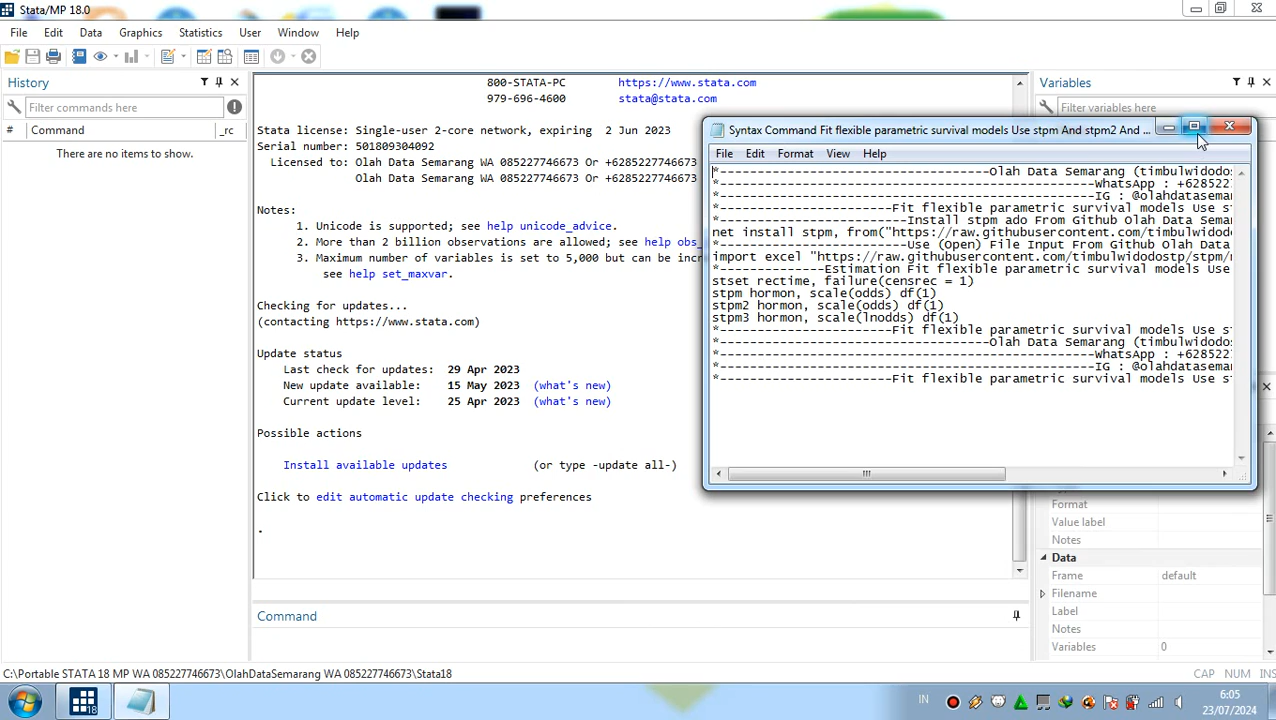 Stata/MP 18.0
File Edit Data Graphics Statistics User Window Help
History
Filter commands here
# Command _rc
There are no items to show.
800-STATA-PC https://www.stata.com
979-696-4600 stata@stata.com
Stata license: Single-user 2-core network, expiring 2 Jun 2023
Serial number: 501809304092
Licensed to: Olah Data Semarang WA 085227746673 Or +6285227746673
Olah Data Semarang WA 085227746673 Or +6285227746673
Notes:
1. Unicode is supported; see help unicode_advice.
2. More than 2 billion observations are allowed; see help obs_
3. Maximum number of variables is set to 5,000 but can be incr
see help set_maxvar.
Checking for updates...
(contacting https://www.stata.com)
Update status
Last check for updates: 29 Apr 2023
New update available: 15 May 2023 (what's new)
Current update level: 25 Apr 2023 (what's new)
Possible actions
Install available updates (or type -update all-)
Click to edit automatic update checking preferences
.
Command
Variables
Filter variables here
Syntax Command Fit flexible parametric survival models Use stpm And stpm2 And ...
File Edit Format View Help
*------------------------------------Olah Data Semarang (timbulwidodos
*--------------------------------------------------WhatsApp : +628522
*--------------------------------------------------IG : @olahdatasema
*-----------------------Fit flexible parametric survival models Use st
*-------------------------Install stpm ado From Github Olah Data Sema
net install stpm, from("https://raw.githubusercontent.com/timbulwidodo
*-------------------------Use (Open) File Input From Github Olah Data
import excel "https://raw.githubusercontent.com/timbulwidodostp/stpm/m
*--------------Estimation Fit flexible parametric survival models Use
stset rectime, failure(censrec = 1)
stpm hormon, scale(odds) df(1)
stpm2 hormon, scale(odds) df(1)
stpm3 hormon, scale(lnodds) df(1)
*-----------------------Fit flexible parametric survival models Use st
*------------------------------------Olah Data Semarang (timbulwidodos
*--------------------------------------------------WhatsApp : +628522
*--------------------------------------------------IG : @olahdatasema
*-----------------------Fit flexible parametric survival models Use st
Format
Value label
Notes
Data
Frame default
Filename
Label
Notes
Variables 0
C:\Portable STATA 18 MP WA 085227746673\OlahDataSemarang WA 085227746673\Stata18
CAP NUM INS
18
IN
6:05
23/07/2024